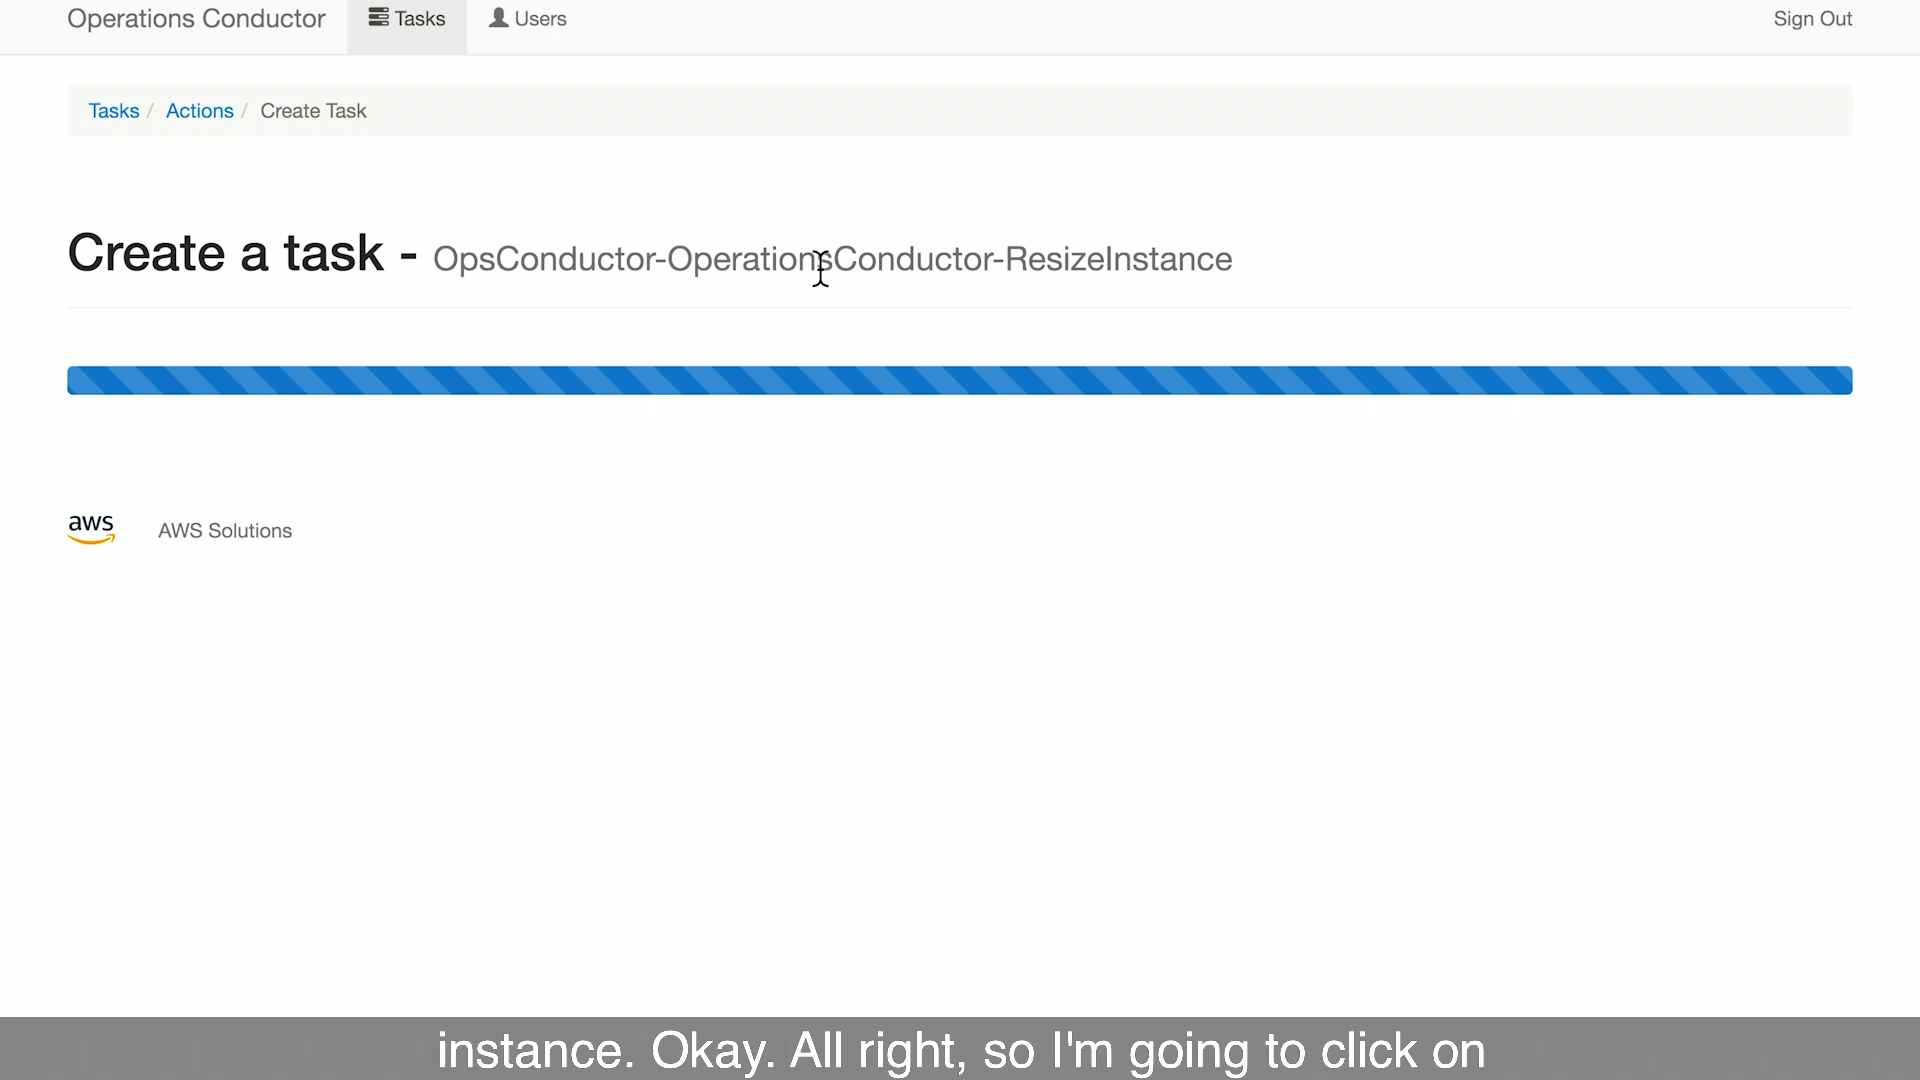 Operations Conductor Tasks Users Sign Out
Tasks / Actions / Create Task
Create a task - OpsConductor-OperationsConductor-ResizeInstance
aws AWS Solutions
instance. Okay. All right, so I'm going to click on